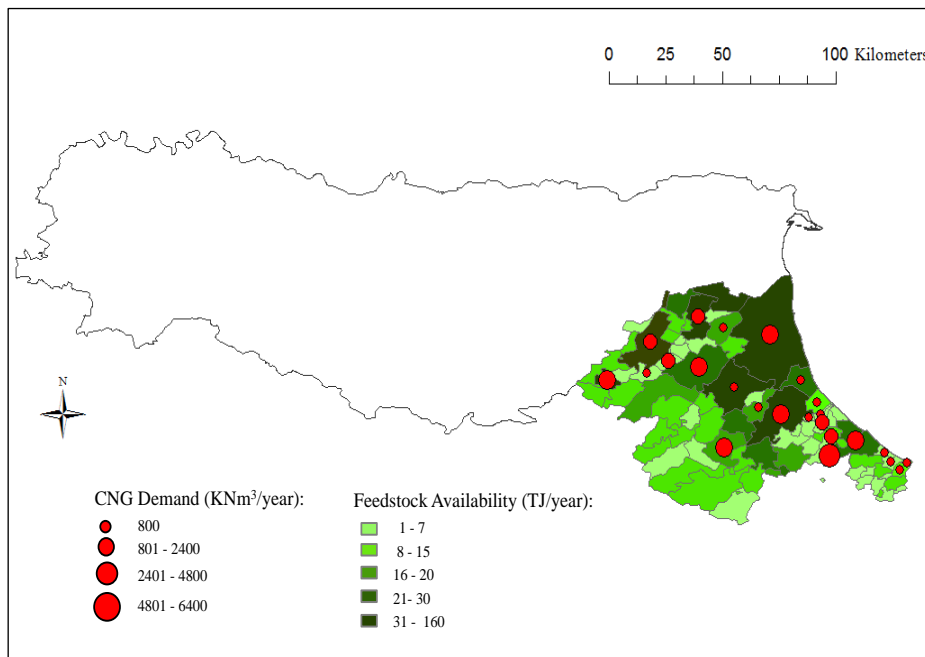 0 25 50 100 Kilometers
N
CNG Demand (KNm³/year):
800
801 - 2400
2401 - 4800
4801 - 6400
Feedstock Availability (TJ/year):
1 - 7
8 - 15
16 - 20
21- 30
31 - 160